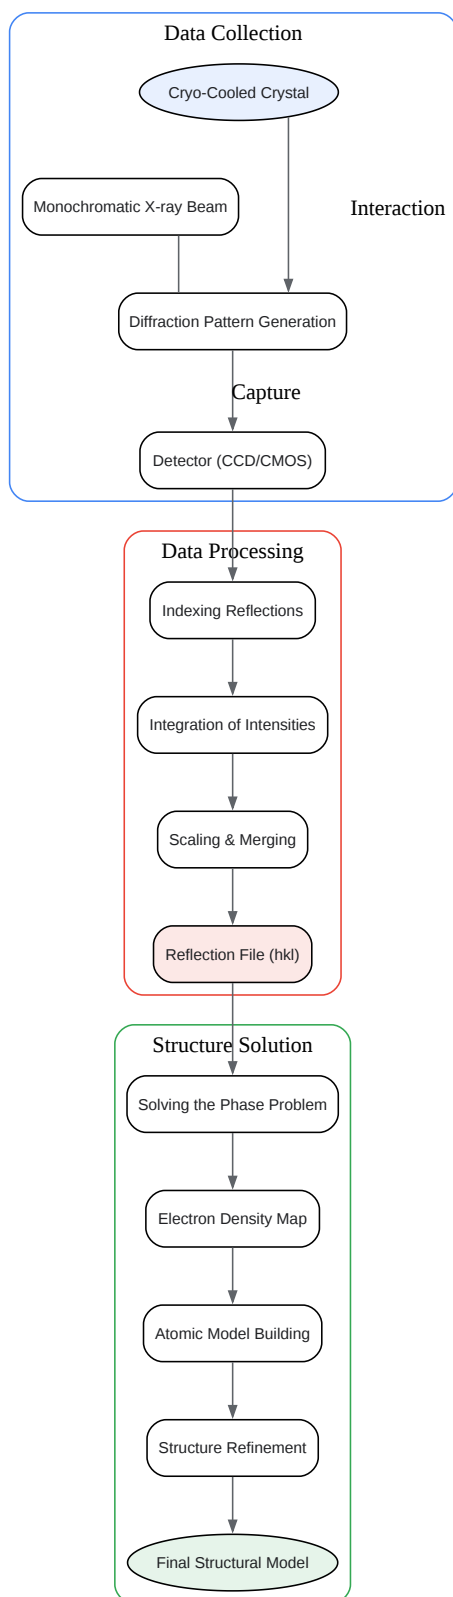 Data Collection
Cryo-Cooled Crystal
Monochromatic X-ray Beam
Interaction
Diffraction Pattern Generation
Capture
Detector (CCD/CMOS)
Data Processing
Indexing Reflections
Integration of Intensities
Scaling & Merging
Reflection File (hkl)
Structure Solution
Solving the Phase Problem
Electron Density Map
Atomic Model Building
Structure Refinement
Final Structural Model